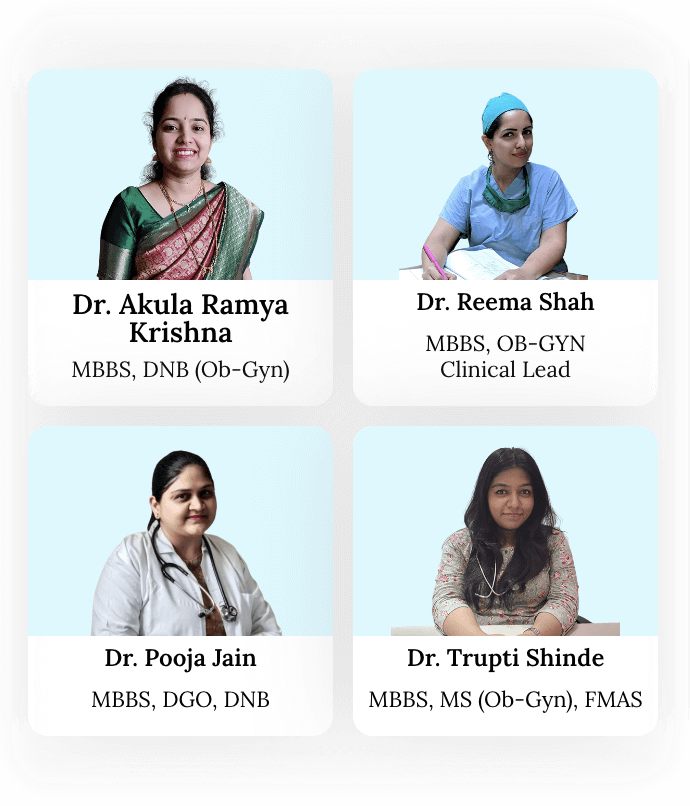 Dr. Akula Ramya
Krishna
MBBS, DNB (Ob-Gyn)
Dr. Reema Shah
MBBS, OB-GYN
Clinical Lead
Dr. Pooja Jain
MBBS, DGO, DNB
Dr. Trupti Shinde
MBBS, MS (Ob-Gyn), FMAS